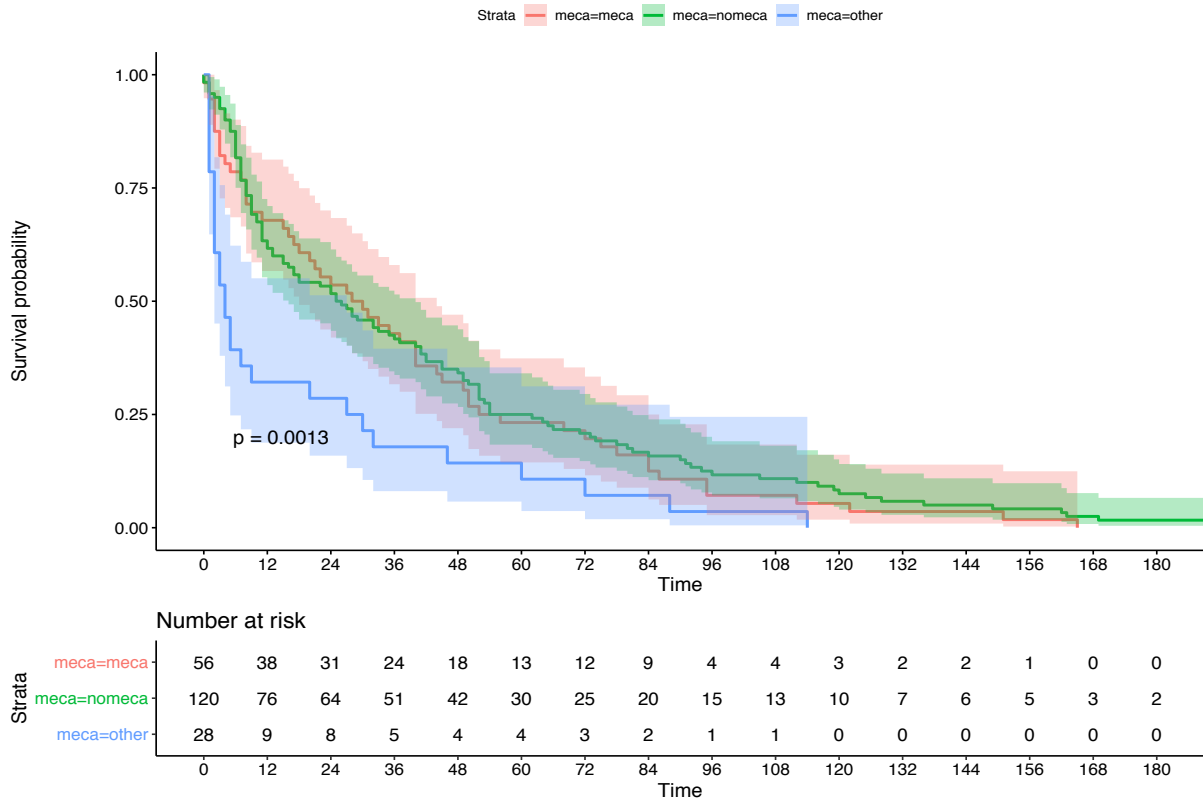 Strata meca=meca meca=nomeca meca=other
1.00
0.75
0.50
0.25
0.00
Survival probability
p = 0.0013
0 12 24 36 48 60 72 84 96 108 120 132 144 156 168 180
Time
Number at risk
Strata
meca=meca 56 38 31 24 18 13 12 9 4 4 3 2 2 1 0 0
meca=nomeca 120 76 64 51 42 30 25 20 15 13 10 7 6 5 3 2
meca=other 28 9 8 5 4 4 3 2 1 1 0 0 0 0 0 0
0 12 24 36 48 60 72 84 96 108 120 132 144 156 168 180
Time